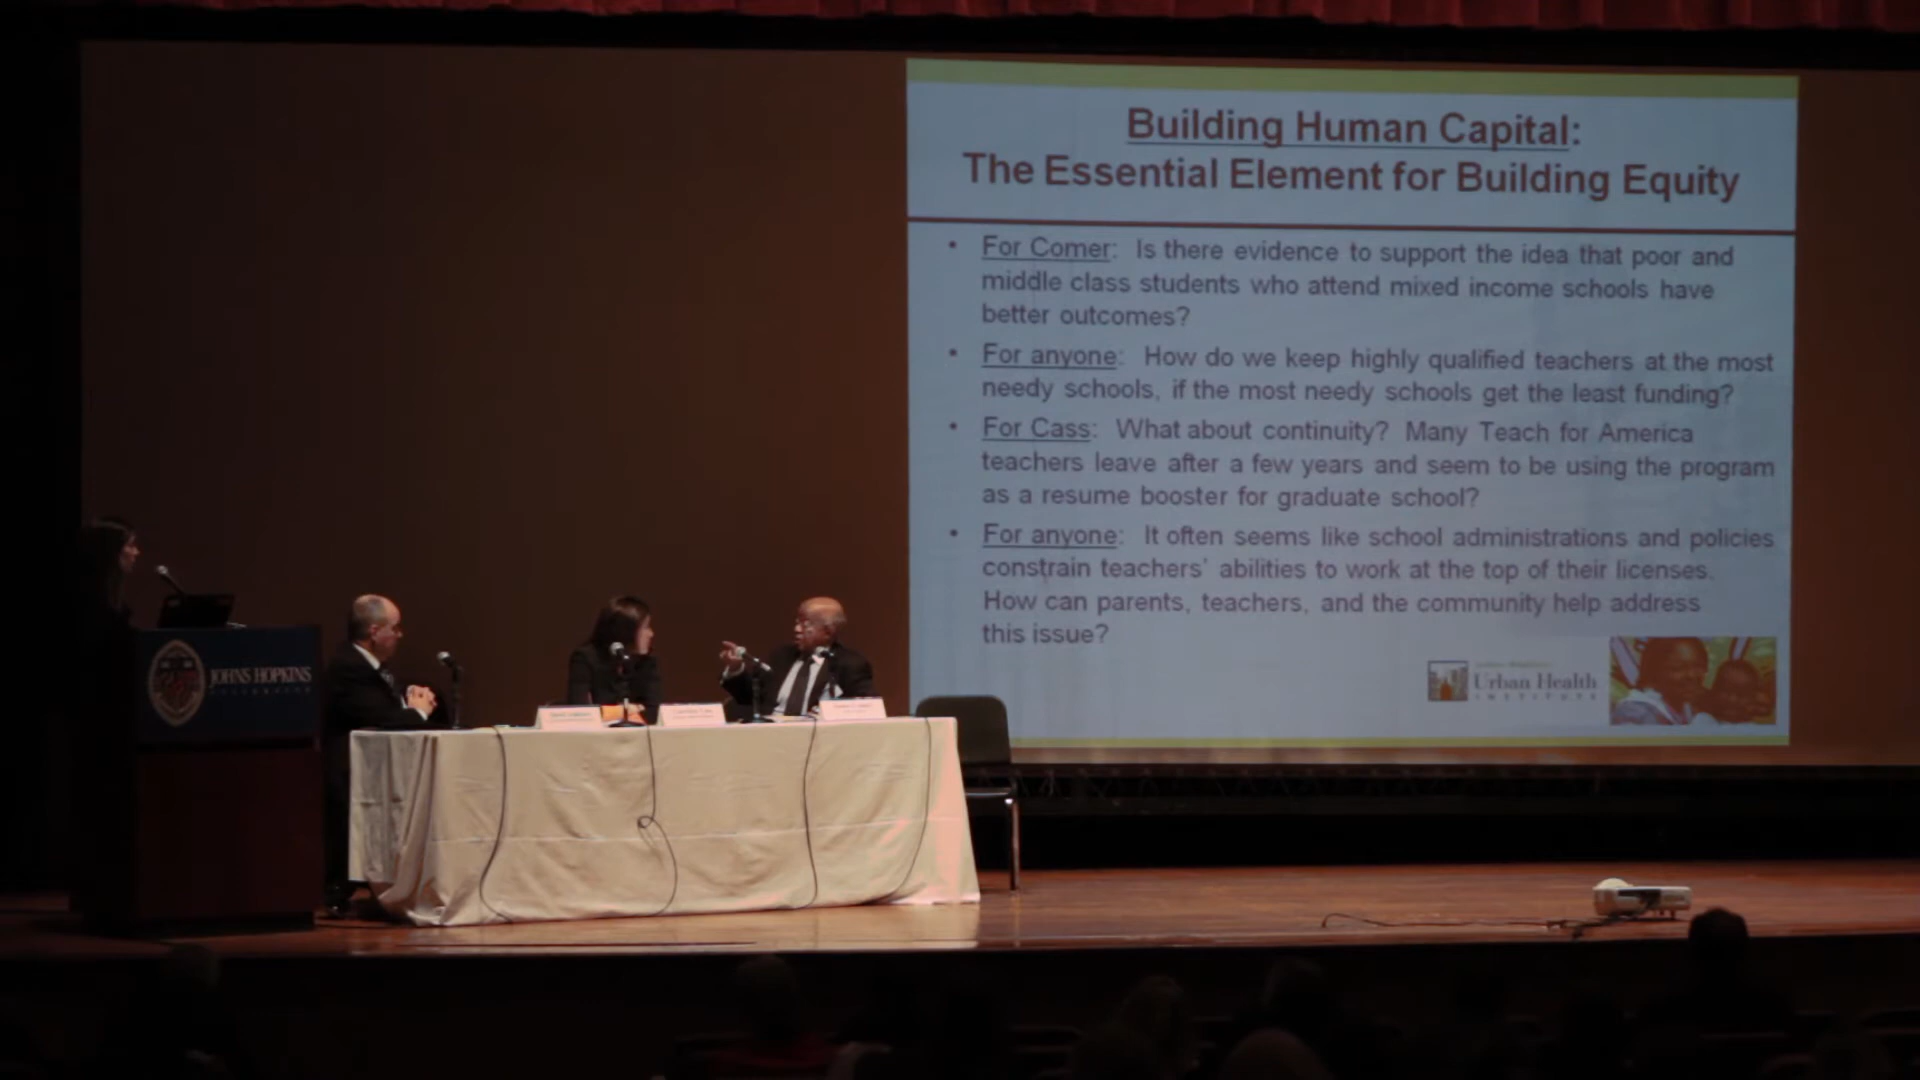 Building Human Capital:
The Essential Element for Building Equity
• For Comer: Is there evidence to support the idea that poor and
middle class students who attend mixed income schools have
better outcomes?
• For anyone: How do we keep highly qualified teachers at the most
needy schools, if the most needy schools get the least funding?
• For Cass: What about continuity? Many Teach for America
teachers leave after a few years and seem to be using the program
as a resume booster for graduate school?
• For anyone: It often seems like school administrations and policies
constrain teachers' abilities to work at the top of their licenses.
How can parents, teachers, and the community help address
this issue?
Urban Health
INSTITUTE
JOHNS HOPKINS
UNIVERSITY